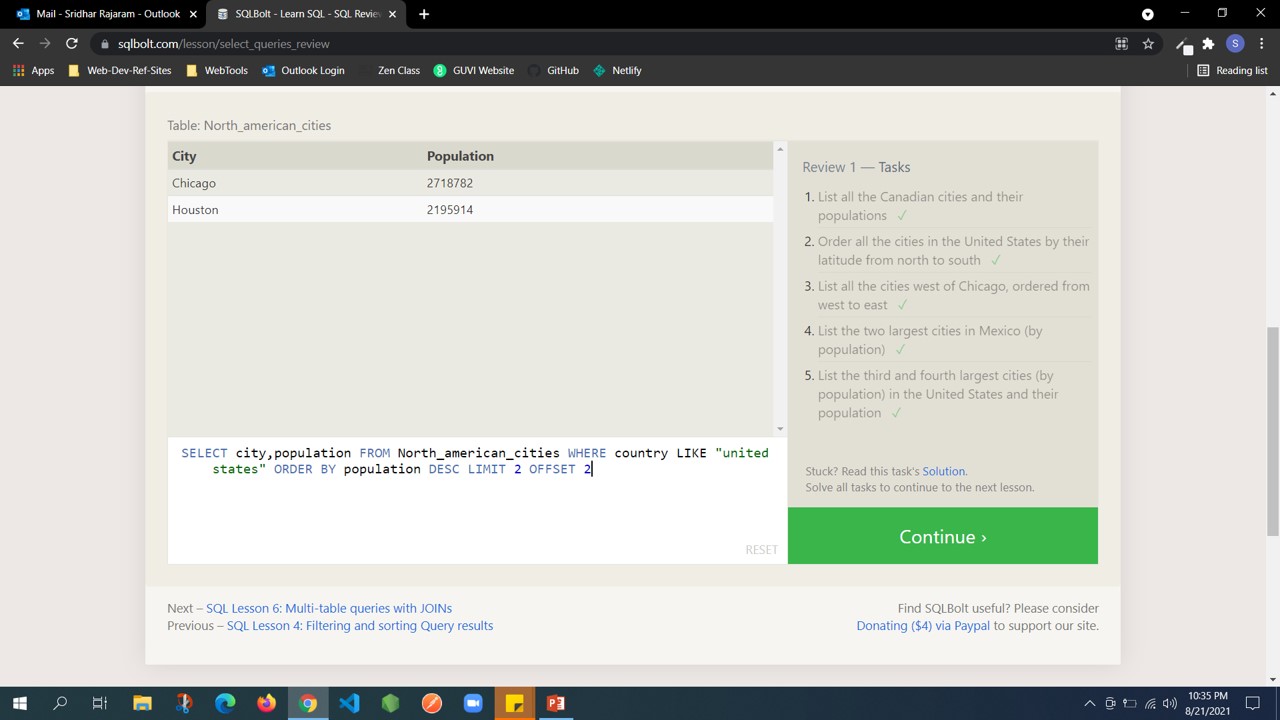 Mail - Sridhar Rajaram - Outlook
SQLBolt - Learn SQL - SQL Review
sqlbolt.com/lesson/select_queries_review
S
Apps Web-Dev-Ref-Sites WebTools Outlook Login Zen Class GUVI Website GitHub Netlify Reading list
Table: North_american_cities
City Population
Chicago 2718782
Houston 2195914
Review 1 — Tasks
1. List all the Canadian cities and their
populations ✓
2. Order all the cities in the United States by their
latitude from north to south ✓
3. List all the cities west of Chicago, ordered from
west to east ✓
4. List the two largest cities in Mexico (by
population) ✓
5. List the third and fourth largest cities (by
population) in the United States and their
population ✓
SELECT city,population FROM North_american_cities WHERE country LIKE "united
states" ORDER BY population DESC LIMIT 2 OFFSET 2
RESET
Stuck? Read this task's Solution.
Solve all tasks to continue to the next lesson.
Continue ›
Next – SQL Lesson 6: Multi-table queries with JOINs
Previous – SQL Lesson 4: Filtering and sorting Query results
Find SQLBolt useful? Please consider
Donating ($4) via Paypal to support our site.
10:35 PM
8/21/2021